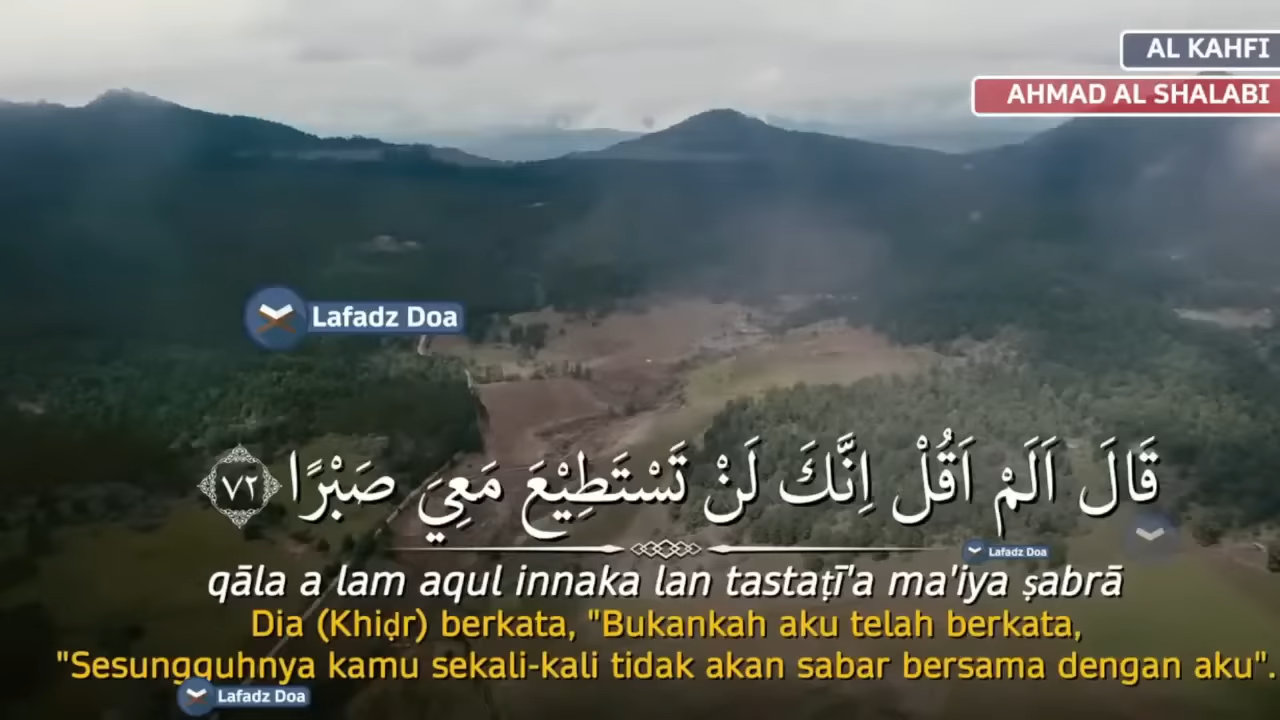 AL KAHFI
AHMAD AL SHALABI
Lafadz Doa
قَالَ اَلَمْ اَقُلْ اِنَّكَ لَنْ تَسْتَطِيْعَ مَعِيَ صَبْرًا ٧٢
Lafadz Doa
qāla a lam aqul innaka lan tastaṭī'a ma'iya ṣabrā
Dia (Khiḍr) berkata, "Bukankah aku telah berkata,
"Sesungguhnya kamu sekali-kali tidak akan sabar bersama dengan aku".
Lafadz Doa